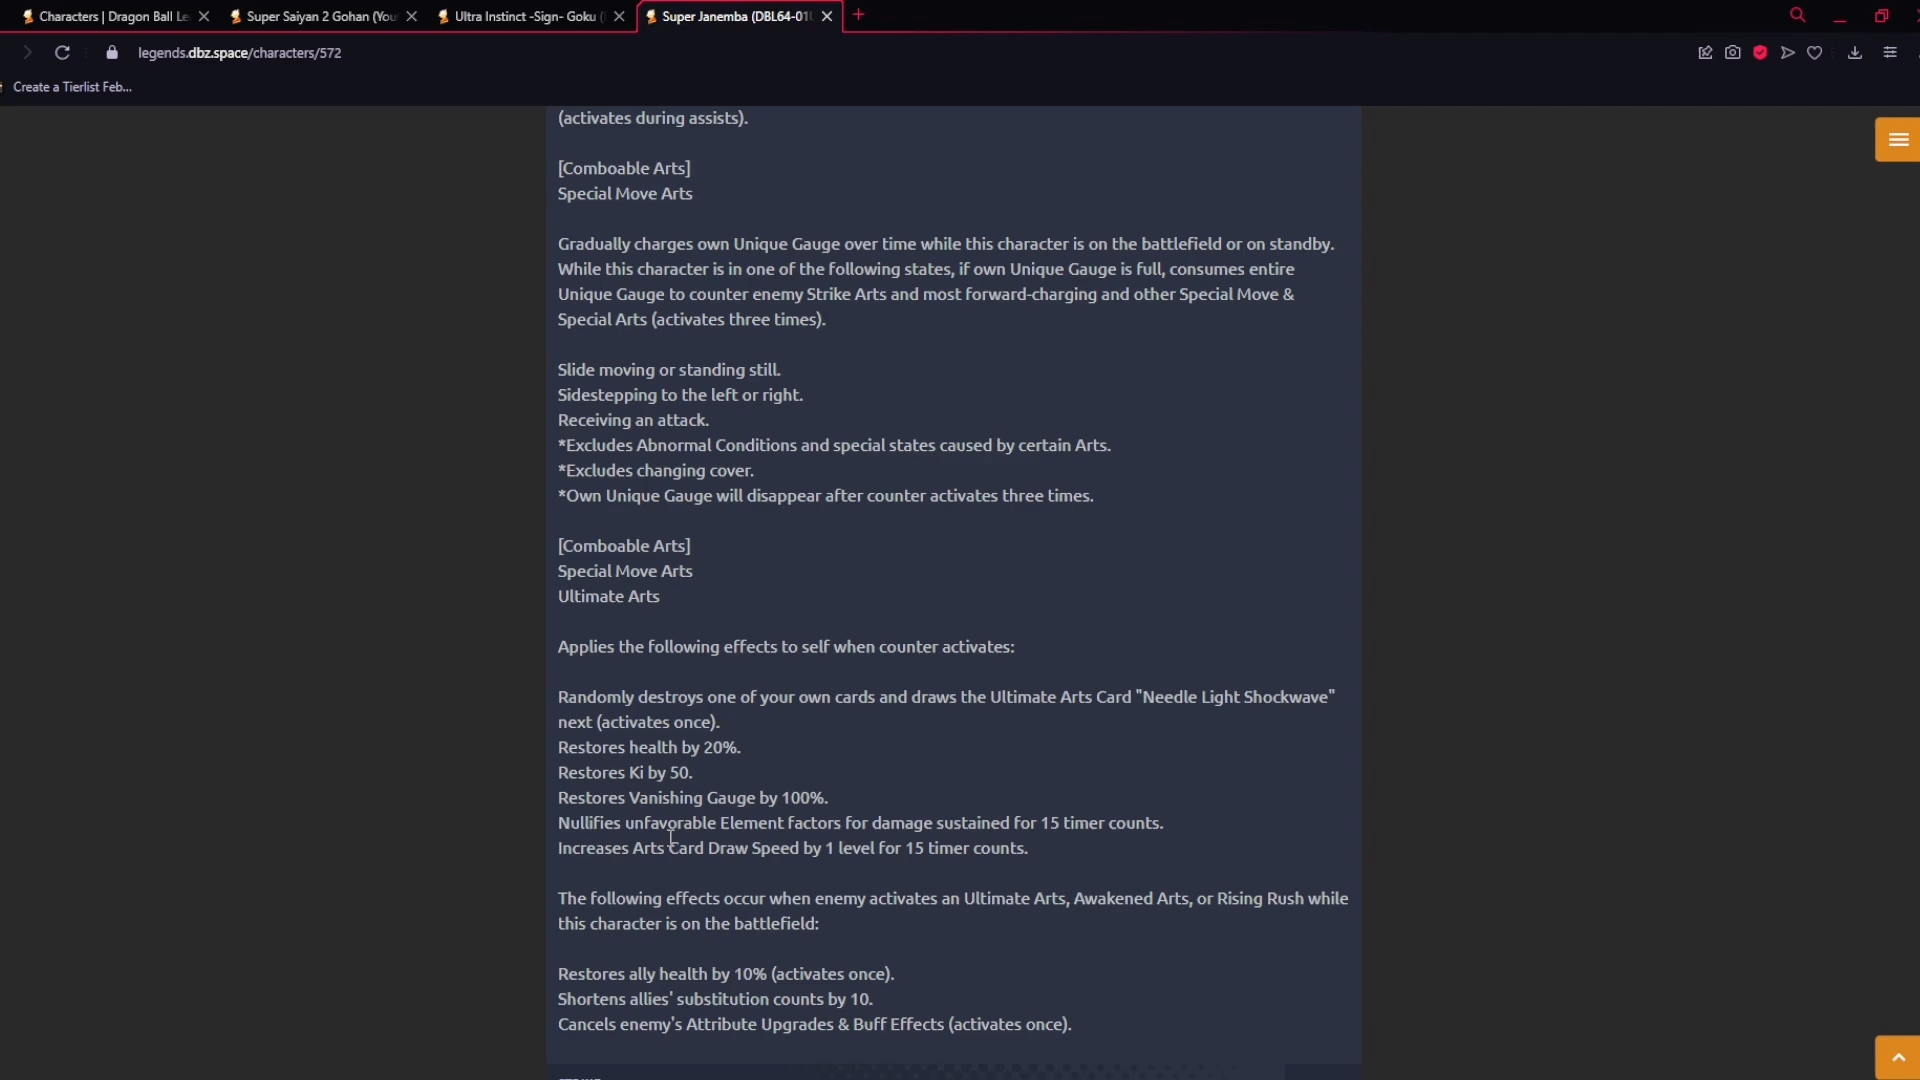 Characters | Dragon Ball Le
Super Saiyan 2 Gohan (You
Ultra Instinct -Sign- Goku (
Super Janemba (DBL64-01
legends.dbz.space/characters/572
Create a Tierlist Feb...
(activates during assists).
[Comboable Arts]
Special Move Arts
Gradually charges own Unique Gauge over time while this character is on the battlefield or on standby.
While this character is in one of the following states, if own Unique Gauge is full, consumes entire
Unique Gauge to counter enemy Strike Arts and most forward-charging and other Special Move &
Special Arts (activates three times).
Slide moving or standing still.
Sidestepping to the left or right.
Receiving an attack.
*Excludes Abnormal Conditions and special states caused by certain Arts.
*Excludes changing cover.
*Own Unique Gauge will disappear after counter activates three times.
[Comboable Arts]
Special Move Arts
Ultimate Arts
Applies the following effects to self when counter activates:
Randomly destroys one of your own cards and draws the Ultimate Arts Card "Needle Light Shockwave"
next (activates once).
Restores health by 20%.
Restores Ki by 50.
Restores Vanishing Gauge by 100%.
Nullifies unfavorable Element factors for damage sustained for 15 timer counts.
Increases Arts Card Draw Speed by 1 level for 15 timer counts.
The following effects occur when enemy activates an Ultimate Arts, Awakened Arts, or Rising Rush while
this character is on the battlefield:
Restores ally health by 10% (activates once).
Shortens allies' substitution counts by 10.
Cancels enemy's Attribute Upgrades & Buff Effects (activates once).